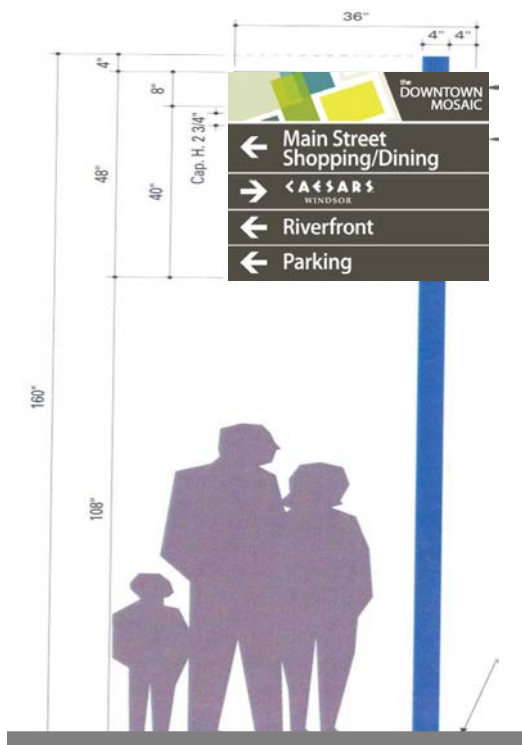 36"
4" 4"
4"
8"
the
DOWNTOWN
MOSAIC
Cap. H. 2 3/4"
48"
40"
Main Street
Shopping/Dining
CAESARS
WINDSOR
Riverfront
Parking
160"
108"